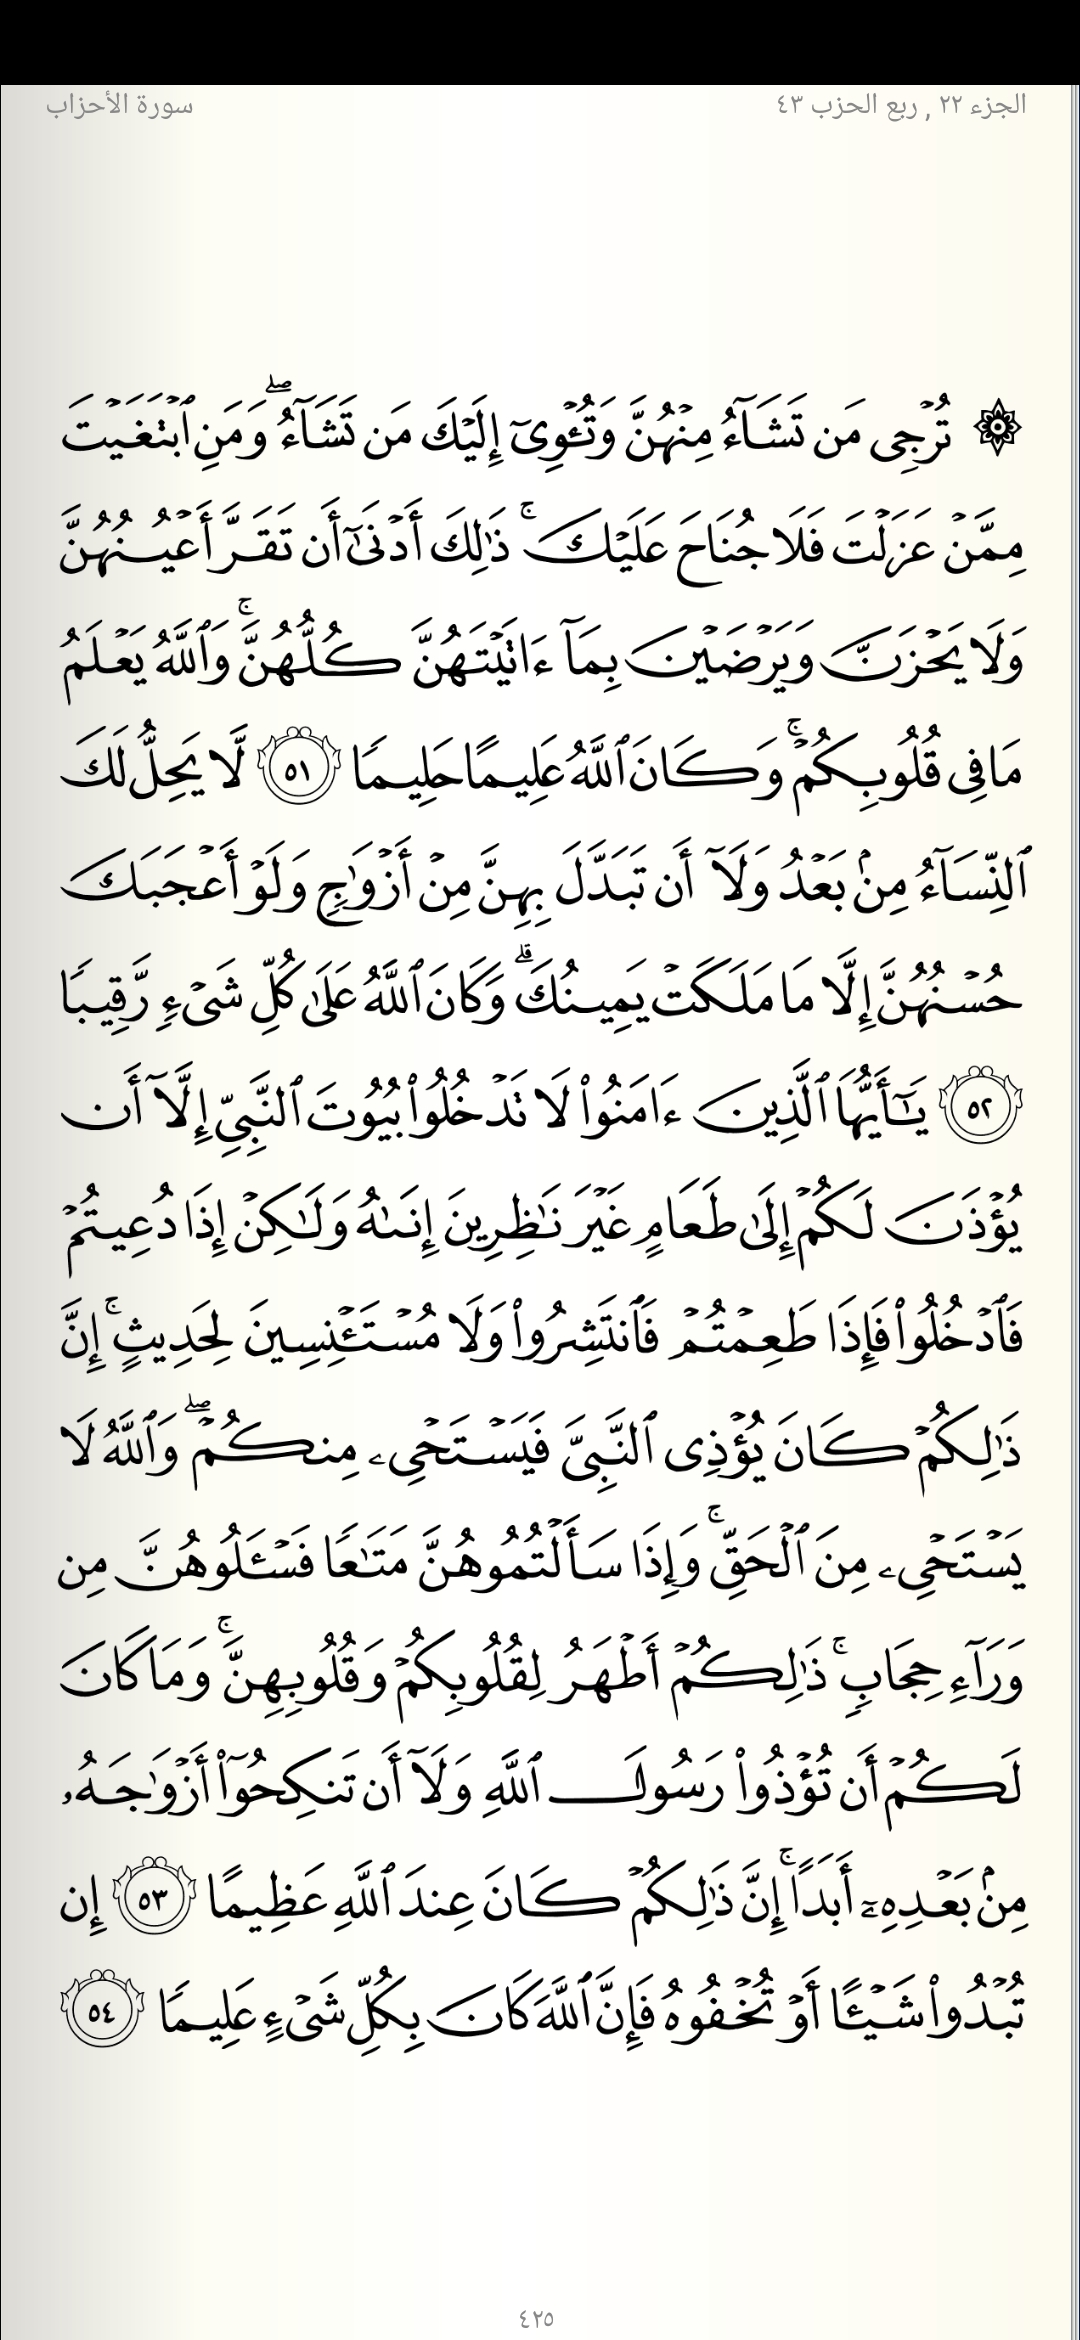 الجزء ٢٢ , ربع الحزب ٤٣
سورة الأحزاب
۞ تُرۡجِي مَن تَشَآءُ مِنۡهُنَّ وَتُـٔۡوِيٓ إِلَيۡكَ مَن تَشَآءُۖ وَمَنِ ٱبۡتَغَيۡتَ
مِمَّنۡ عَزَلۡتَ فَلَا جُنَاحَ عَلَيۡكَۚ ذَٰلِكَ أَدۡنَىٰٓ أَن تَقَرَّ أَعۡيُنُهُنَّ
وَلَا يَحۡزَنَّ وَيَرۡضَيۡنَ بِمَآ ءَاتَيۡتَهُنَّ كُلُّهُنَّۚ وَٱللَّهُ يَعۡلَمُ
مَا فِي قُلُوبِكُمۡۚ وَكَانَ ٱللَّهُ عَلِيمًا حَلِيمٗا ٥١ لَّا يَحِلُّ لَكَ
ٱلنِّسَآءُ مِنۢ بَعۡدُ وَلَآ أَن تَبَدَّلَ بِهِنَّ مِنۡ أَزۡوَٰجٖ وَلَوۡ أَعۡجَبَكَ
حُسۡنُهُنَّ إِلَّا مَا مَلَكَتۡ يَمِينُكَۗ وَكَانَ ٱللَّهُ عَلَىٰ كُلِّ شَيۡءٖ رَّقِيبٗا
٥٢ يَٰٓأَيُّهَا ٱلَّذِينَ ءَامَنُواْ لَا تَدۡخُلُواْ بُيُوتَ ٱلنَّبِيِّ إِلَّآ أَن
يُؤۡذَنَ لَكُمۡ إِلَىٰ طَعَامٍ غَيۡرَ نَٰظِرِينَ إِنَىٰهُ وَلَٰكِنۡ إِذَا دُعِيتُمۡ
فَٱدۡخُلُواْ فَإِذَا طَعِمۡتُمۡ فَٱنتَشِرُواْ وَلَا مُسۡتَـٔۡنِسِينَ لِحَدِيثٍۚ إِنَّ
ذَٰلِكُمۡ كَانَ يُؤۡذِي ٱلنَّبِيَّ فَيَسۡتَحۡيِۦ مِنكُمۡۖ وَٱللَّهُ لَا
يَسۡتَحۡيِۦ مِنَ ٱلۡحَقِّۚ وَإِذَا سَأَلۡتُمُوهُنَّ مَتَٰعٗا فَسۡـَٔلُوهُنَّ مِن
وَرَآءِ حِجَابٖۚ ذَٰلِكُمۡ أَطۡهَرُ لِقُلُوبِكُمۡ وَقُلُوبِهِنَّۚ وَمَا كَانَ
لَكُمۡ أَن تُؤۡذُواْ رَسُولَ ٱللَّهِ وَلَآ أَن تَنكِحُوٓاْ أَزۡوَٰجَهُۥ
مِنۢ بَعۡدِهِۦٓ أَبَدًاۚ إِنَّ ذَٰلِكُمۡ كَانَ عِندَ ٱللَّهِ عَظِيمًا ٥٣ إِن
تُبۡدُواْ شَيۡـًٔا أَوۡ تُخۡفُوهُ فَإِنَّ ٱللَّهَ كَانَ بِكُلِّ شَيۡءٍ عَلِيمٗا ٥٤
٤٢٥